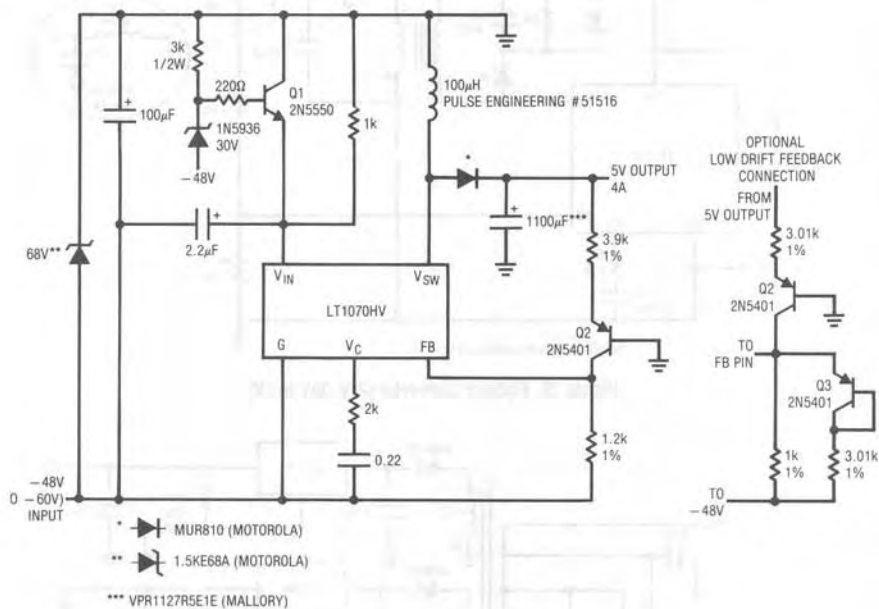 3k
1/2W
220Ω
Q1
2N5550
100µF
1N5936
30V
−48V
1k
100µH
PULSE ENGINEERING #51516
*
5V OUTPUT
4A
OPTIONAL
LOW DRIFT FEEDBACK
CONNECTION
FROM
5V OUTPUT
1100µF***
3.9k
1%
3.01k
1%
2.2µF
68V**
VIN
VSW
LT1070HV
G
VC
FB
Q2
2N5401
Q2
2N5401
TO
FB PIN
Q3
2N5401
2k
0.22
1.2k
1%
1k
1%
3.01k
1%
−48V
0 −60V)
INPUT
TO
−48V
* MUR810 (MOTOROLA)
** 1.5KE68A (MOTOROLA)
*** VPR1127R5E1E (MALLORY)